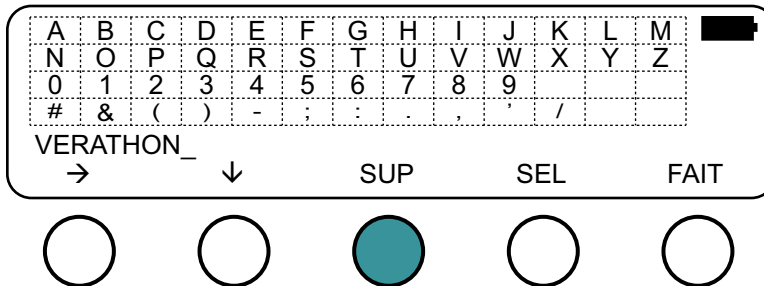 A B C D E F G H I J K L M
N O P Q R S T U V W X Y Z
0 1 2 3 4 5 6 7 8 9
# & ( ) - ; : . , ’ /
VERATHON_
→ ↓ SUP SEL FAIT